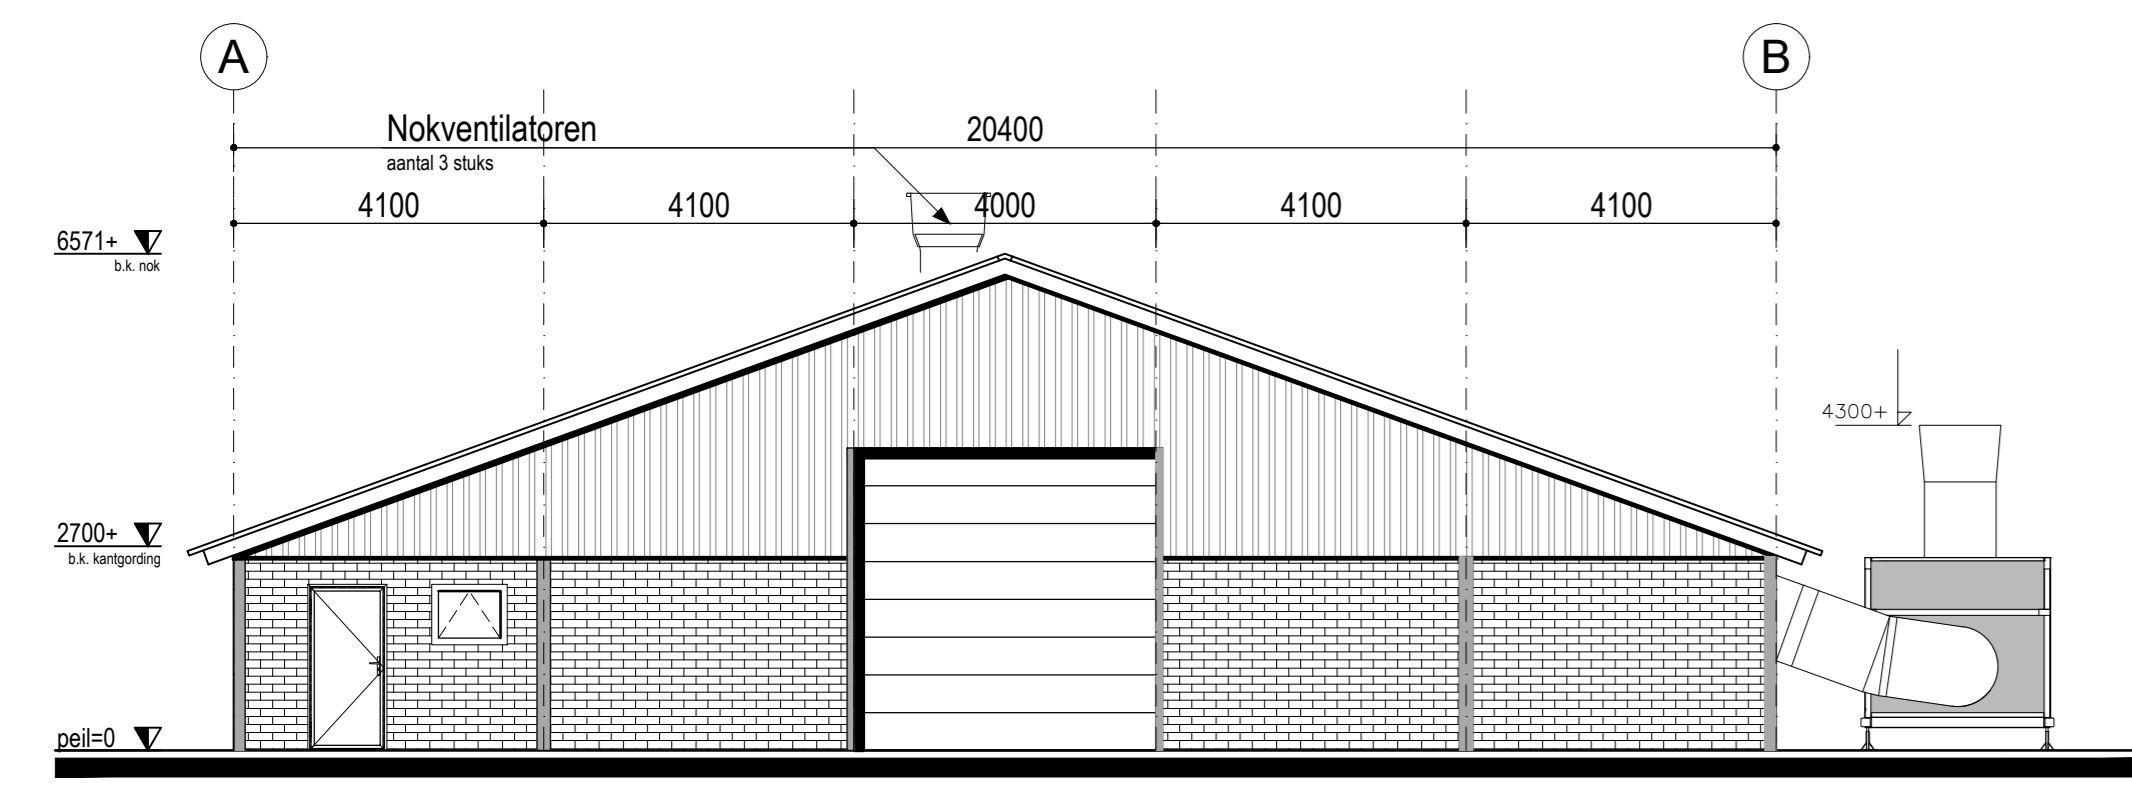 A
B
Nokventilatoren
20400
aantal 3 stuks
4100
4100
4000
4100
4100
6571+
b.k. nok
4300+
2700+
b.k. kantgording
peil=0